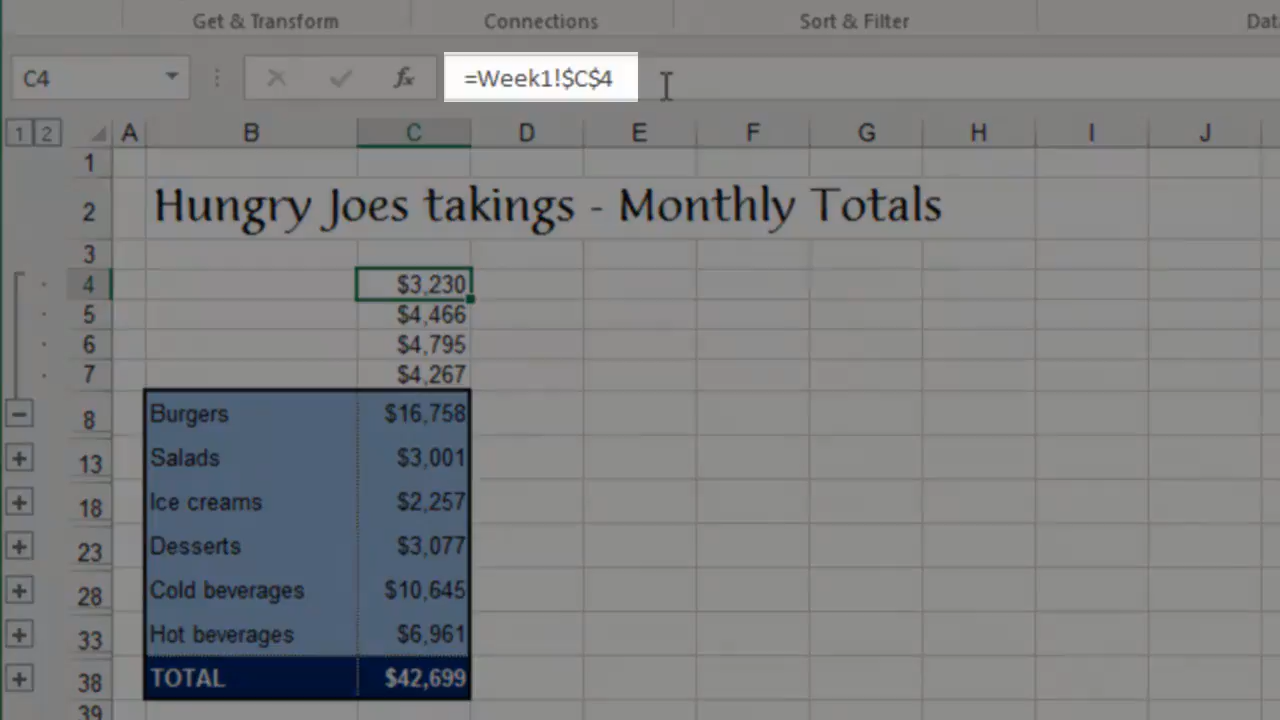 Get & Transform Connections Sort & Filter Dat
C4 fx =Week1!$C$4
1 2 A B C D E F G H I J
1
2 Hungry Joes takings - Monthly Totals
3
4 $3,230
5 $4,466
6 $4,795
7 $4,267
8 Burgers $16,758
13 Salads $3,001
18 Ice creams $2,257
23 Desserts $3,077
28 Cold beverages $10,645
33 Hot beverages $6,961
38 TOTAL $42,699
39